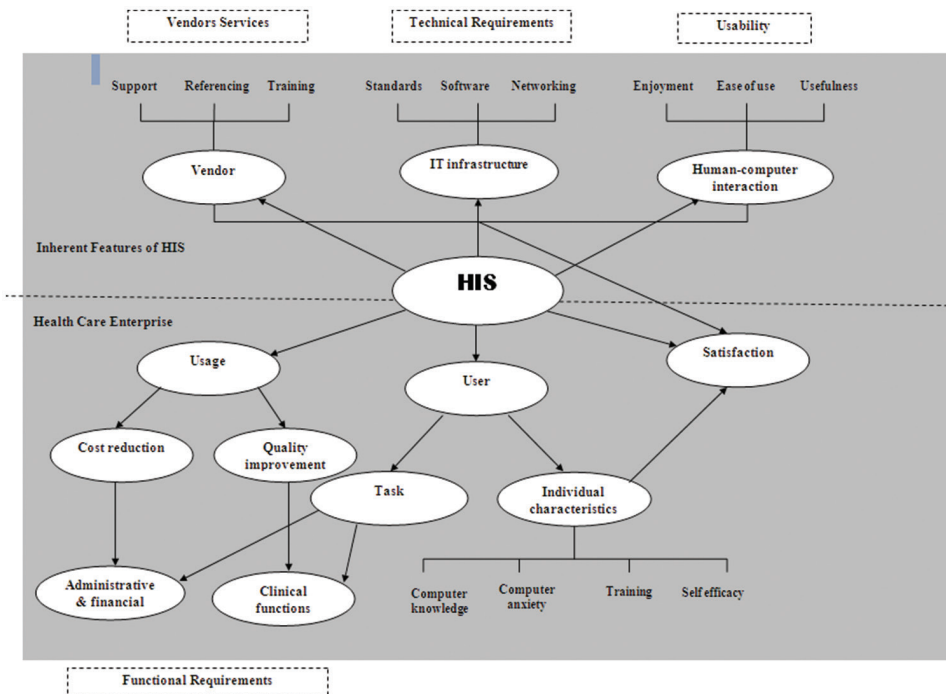 Vendors Services
Technical Requirements
Usability
Support
Referencing
Training
Standards
Software
Networking
Enjoyment
Ease of use
Usefulness
Vendor
IT infrastructure
Human-computer
interaction
Inherent Features of HIS
HIS
Health Care Enterprise
Usage
User
Satisfaction
Cost reduction
Quality
improvement
Task
Individual
characteristics
Administrative
& financial
Clinical
functions
Computer
knowledge
Computer
anxiety
Training
Self efficacy
Functional Requirements